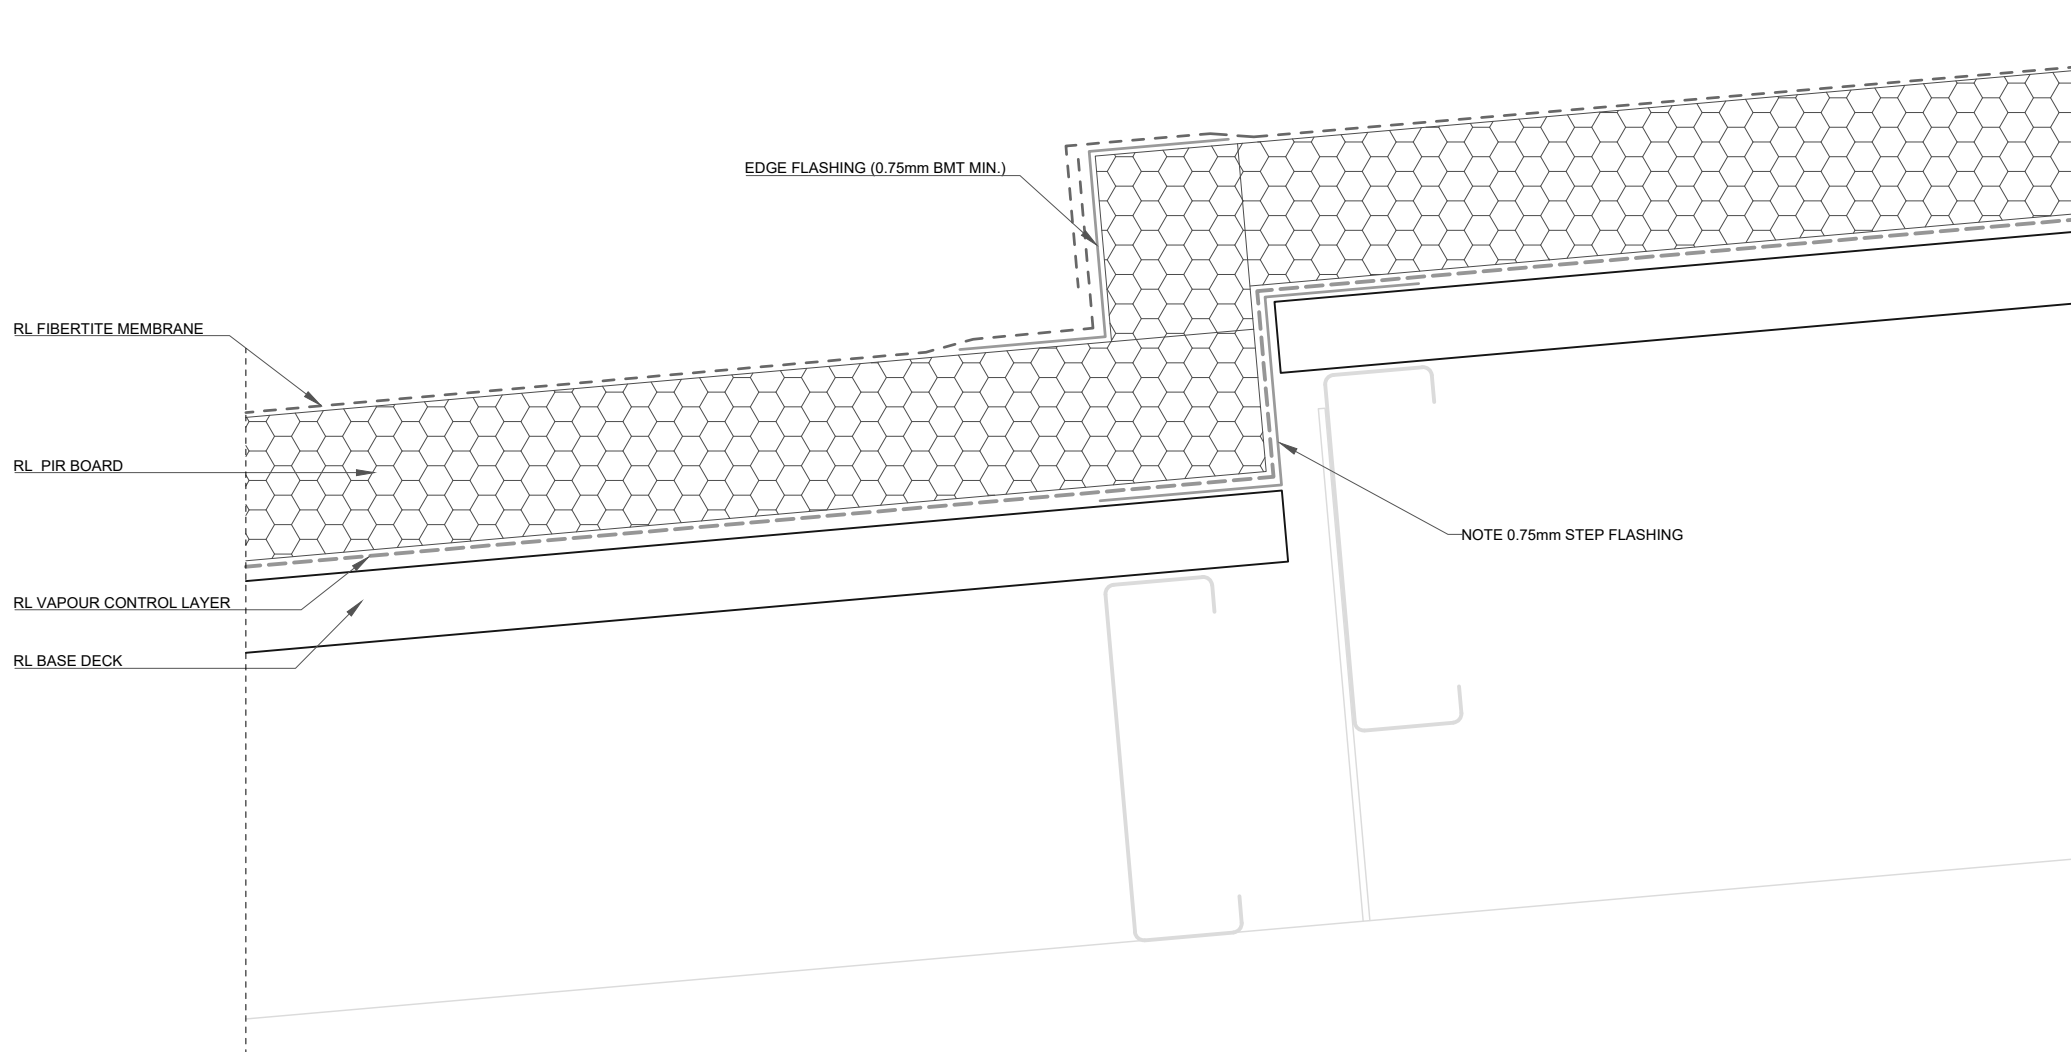 EDGE FLASHING (0.75mm BMT MIN.)
RL FIBERTITE MEMBRANE
RL PIR BOARD
NOTE 0.75mm STEP FLASHING
RL VAPOUR CONTROL LAYER
RL BASE DECK